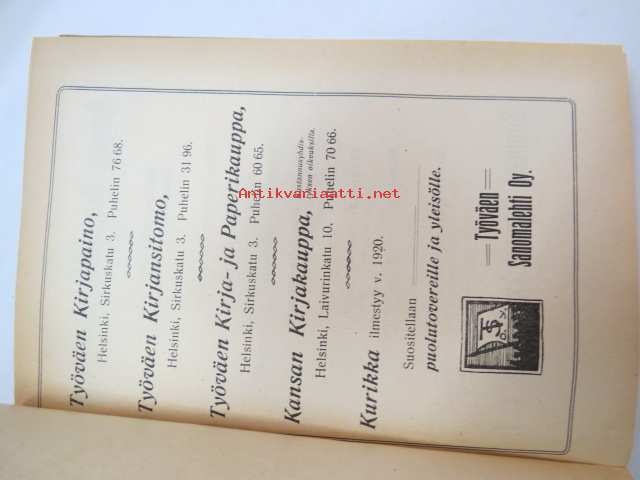 Työväen Kirjapaino,
Helsinki, Sirkuskatu 3. Puhelin 76 68.
Työväen Kirjansitomo,
Helsinki, Sirkuskatu 3. Puhelin 31 96.
Työväen Kirja- ja Paperikauppa,
Helsinki, Sirkuskatu 3. Puhelin 60 65.
Kansan Kirjakauppa, oikeuksilla.
Helsinki, Laivurinkatu 10. Puhelin 70 66.
Kurikka ilmestyy v. 1920.
Suositellaan
puolutovereille ja yleisölle.
Työväen
Sanomalehti Oy.
Antikvariaatti.net